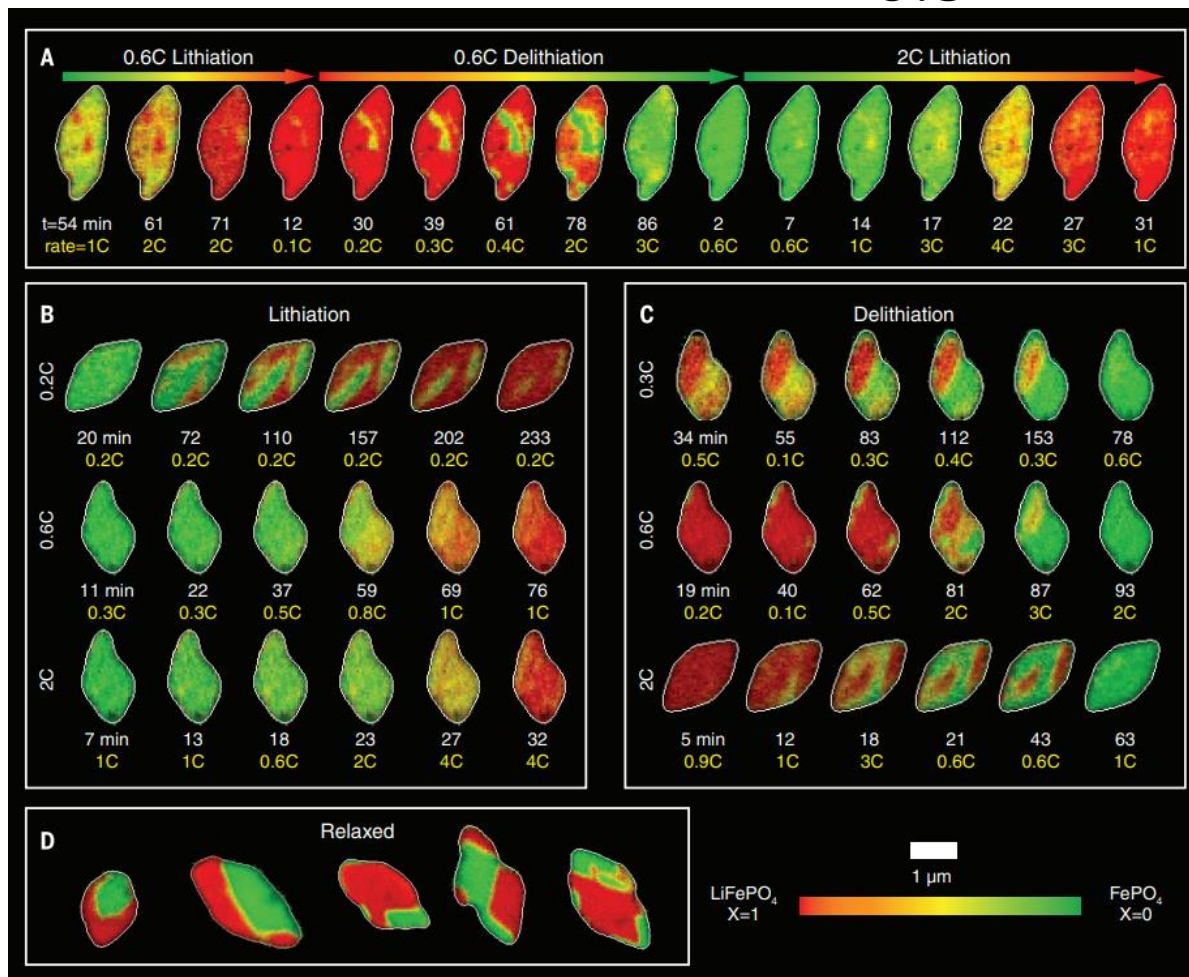 A
0.6C Lithiation 0.6C Delithiation 2C Lithiation
t=54 min 61 71 12 30 39 61 78 86 2 7 14 17 22 27 31
rate=1C 2C 2C 0.1C 0.2C 0.3C 0.4C 2C 3C 0.6C 0.6C 1C 3C 4C 3C 1C
B
Lithiation
0.2C
20 min 72 110 157 202 233
0.2C 0.2C 0.2C 0.2C 0.2C 0.2C
0.6C
11 min 22 37 59 69 76
0.3C 0.3C 0.5C 0.8C 1C 1C
2C
7 min 13 18 23 27 32
1C 1C 0.6C 2C 4C 4C
C
Delithiation
0.3C
34 min 55 83 112 153 78
0.5C 0.1C 0.3C 0.4C 0.3C 0.6C
0.6C
19 min 40 62 81 87 93
0.2C 0.1C 0.5C 2C 3C 2C
2C
5 min 12 18 21 43 63
0.9C 1C 3C 0.6C 0.6C 1C
D
Relaxed
1 µm
LiFePO₄ FePO₄
X=1 X=0